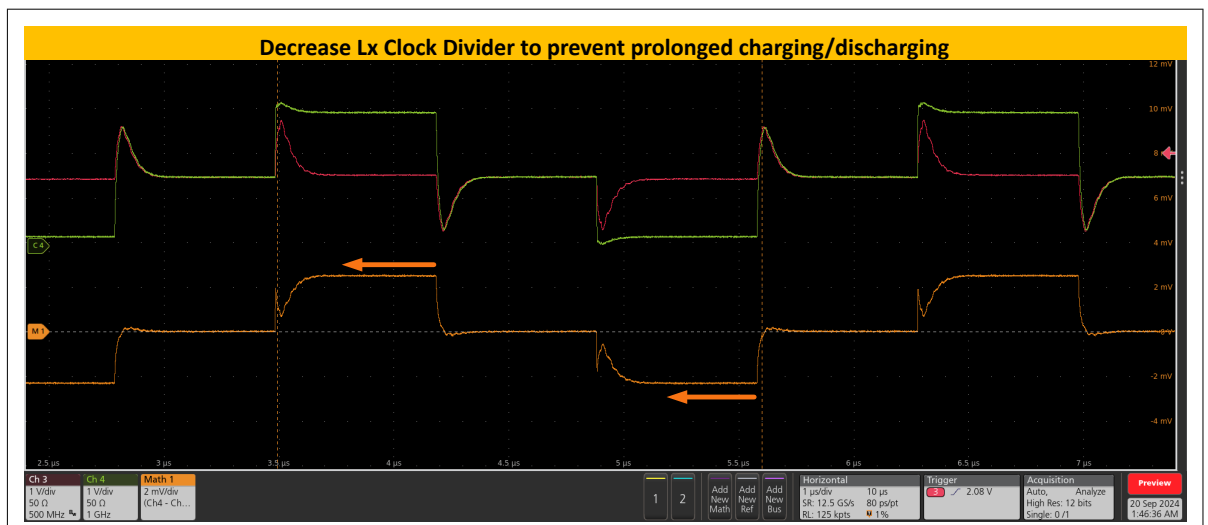 Decrease Lx Clock Divider to prevent prolonged charging/discharging
12 mV
10 mV
8
6 mV
C 4
4 mV
2 mV
M 1
0 V
-2 mV
-4 mV
2.5 µs 3 µs 3.5 µs 4 µs 4.5 µs 5 µs 5.5 µs 6 µs 6.5 µs 7 µs
Ch 3
1 V/div
50 Ω
500 MHz
Ch 4
1 V/div
50 Ω
1 GHz
Math 1
2 mV/div
(Ch4 - Ch...
1
2
Add
New
Math
Add
New
Ref
Add
New
Bus
Horizontal
1 µs/div 10 µs
SR: 12.5 GS/s 80 ps/pt
RL: 125 kpts 1%
Trigger
3 2.08 V
Acquisition
Auto, Analyze
High Res: 12 bits
Single: 0 /1
Preview
20 Sep 2024
1:46:36 AM